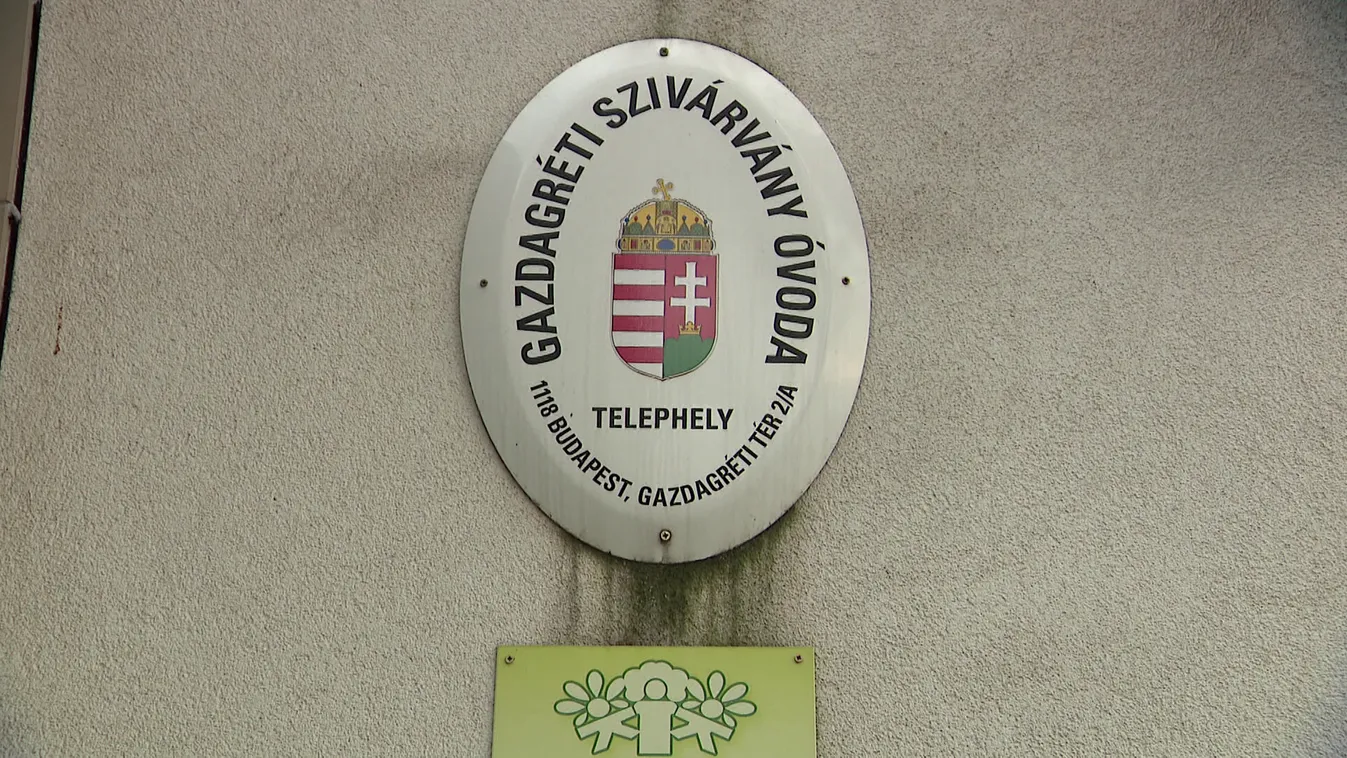 GAZDAGRÉTI SZIVÁRVÁNY ÓVODA
TELEPHELY
1118 BUDAPEST, GAZDAGRÉTI TÉR 2/A